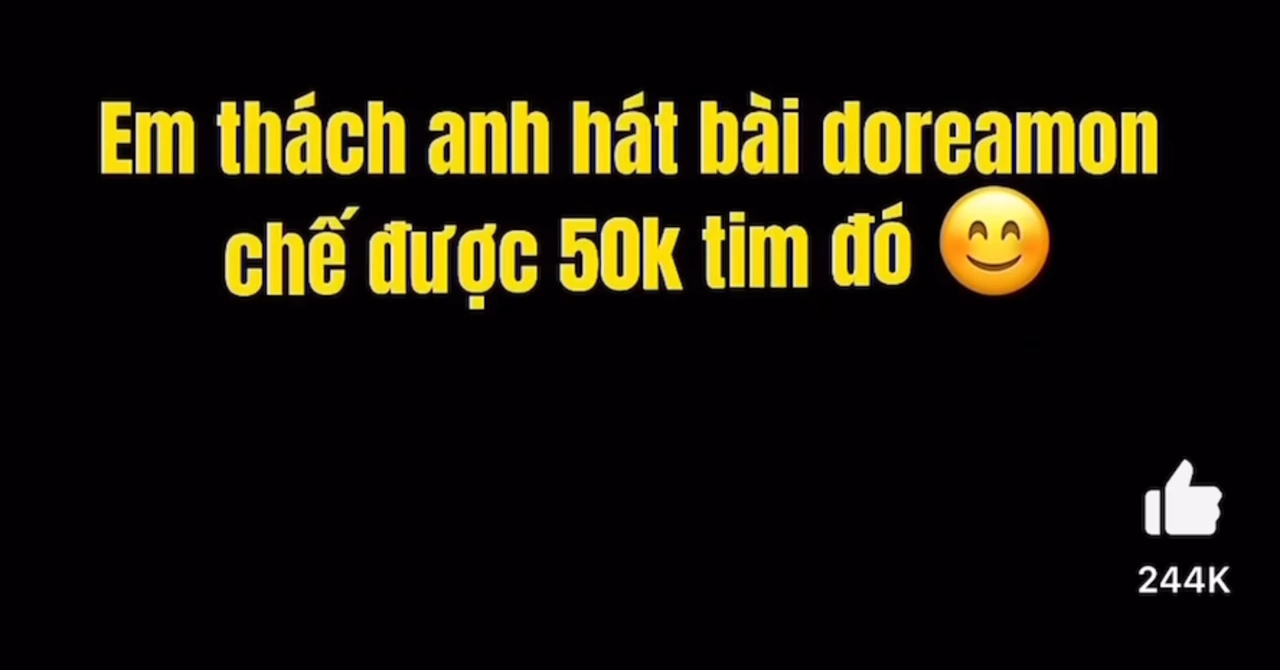 Em thách anh hát bài doreamon
chế được 50k tim đó 😊
244K